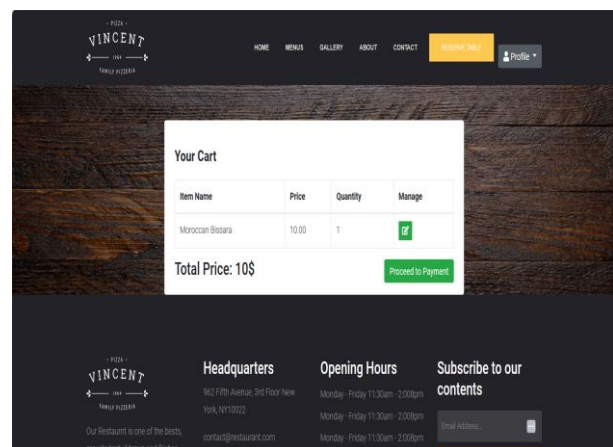 - PIZZA -
VINCENT
1964
FAMILY PIZZERIA
HOME MENUS GALLERY ABOUT CONTACT RESERVE TABLE Profile
Your Cart
Item Name Price Quantity Manage
Moroccan Bissara 10.00 1
Total Price: 10$ Proceed to Payment
- PIZZA -
VINCENT
1964
FAMILY PIZZERIA
Our Restaurnt is one of the bests,
Headquarters
962 Fifth Avenue, 3rd Floor New
York, NY10022
contact@restaurant.com
Opening Hours
Monday - Friday 11:30am - 2:008pm
Monday - Friday 11:30am - 2:008pm
Monday - Friday 11:30am - 2:008pm
Subscribe to our
contents
Email Address...